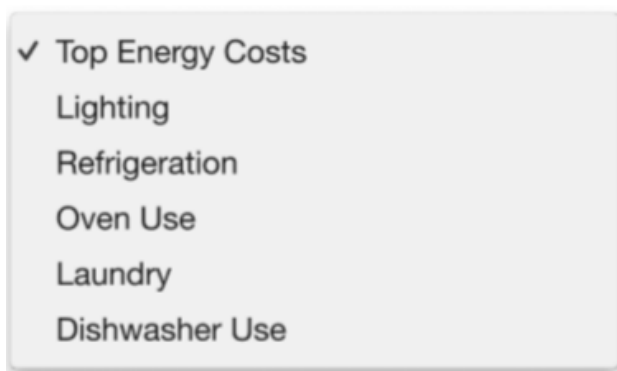 ✓ Top Energy Costs
Lighting
Refrigeration
Oven Use
Laundry
Dishwasher Use